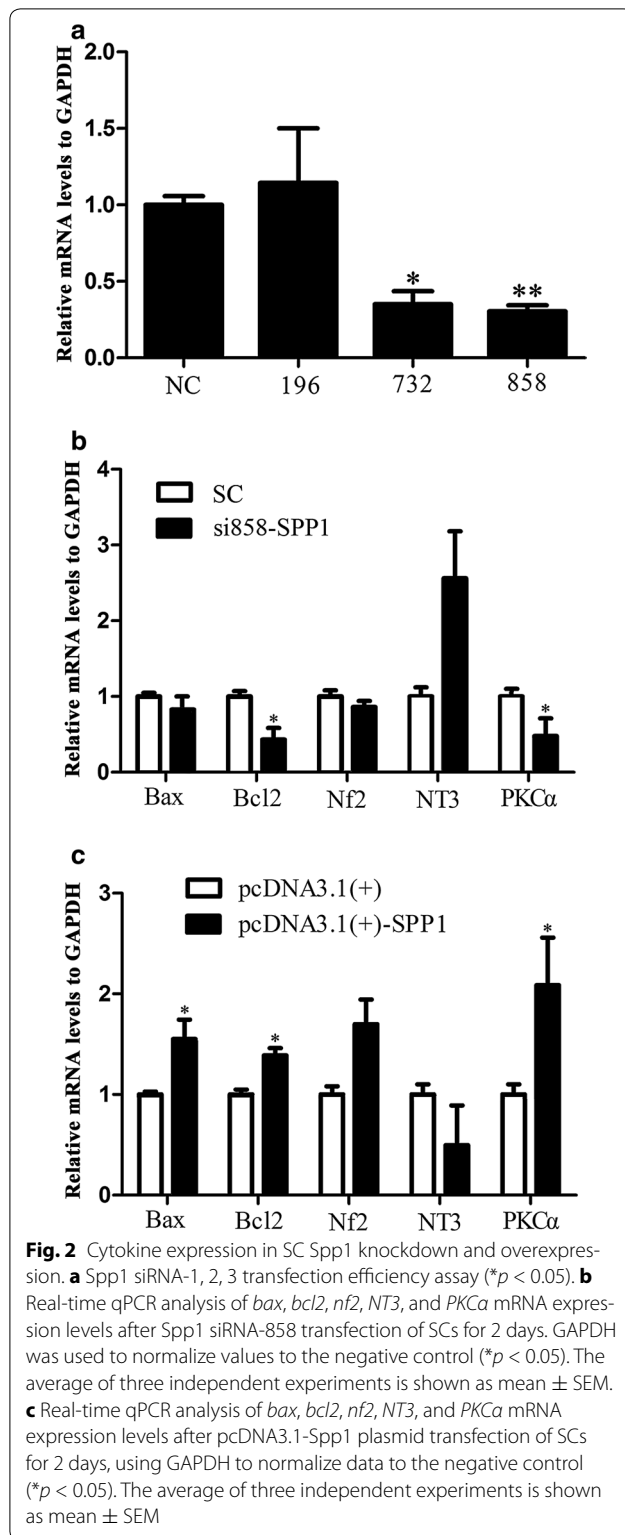 a
Relative mRNA levels to GAPDH
2.0
1.5
1.0
0.5
0.0
*
**
NC 196 732 858
b
Relative mRNA levels to GAPDH
4
3
2
1
0
SC
si858-SPP1
*
*
Bax Bcl2 Nf2 NT3 PKCα
c
Relative mRNA levels to GAPDH
3
2
1
0
pcDNA3.1(+)
pcDNA3.1(+)-SPP1
*
*
*
Bax Bcl2 Nf2 NT3 PKCα
Fig. 2 Cytokine expression in SC Spp1 knockdown and overexpres-
sion. a Spp1 siRNA-1, 2, 3 transfection efficiency assay (*p < 0.05). b
Real-time qPCR analysis of bax, bcl2, nf2, NT3, and PKCα mRNA expres-
sion levels after Spp1 siRNA-858 transfection of SCs for 2 days. GAPDH
was used to normalize values to the negative control (*p < 0.05). The
average of three independent experiments is shown as mean ± SEM.
c Real-time qPCR analysis of bax, bcl2, nf2, NT3, and PKCα mRNA
expression levels after pcDNA3.1-Spp1 plasmid transfection of SCs
for 2 days, using GAPDH to normalize data to the negative control
(*p < 0.05). The average of three independent experiments is shown
as mean ± SEM